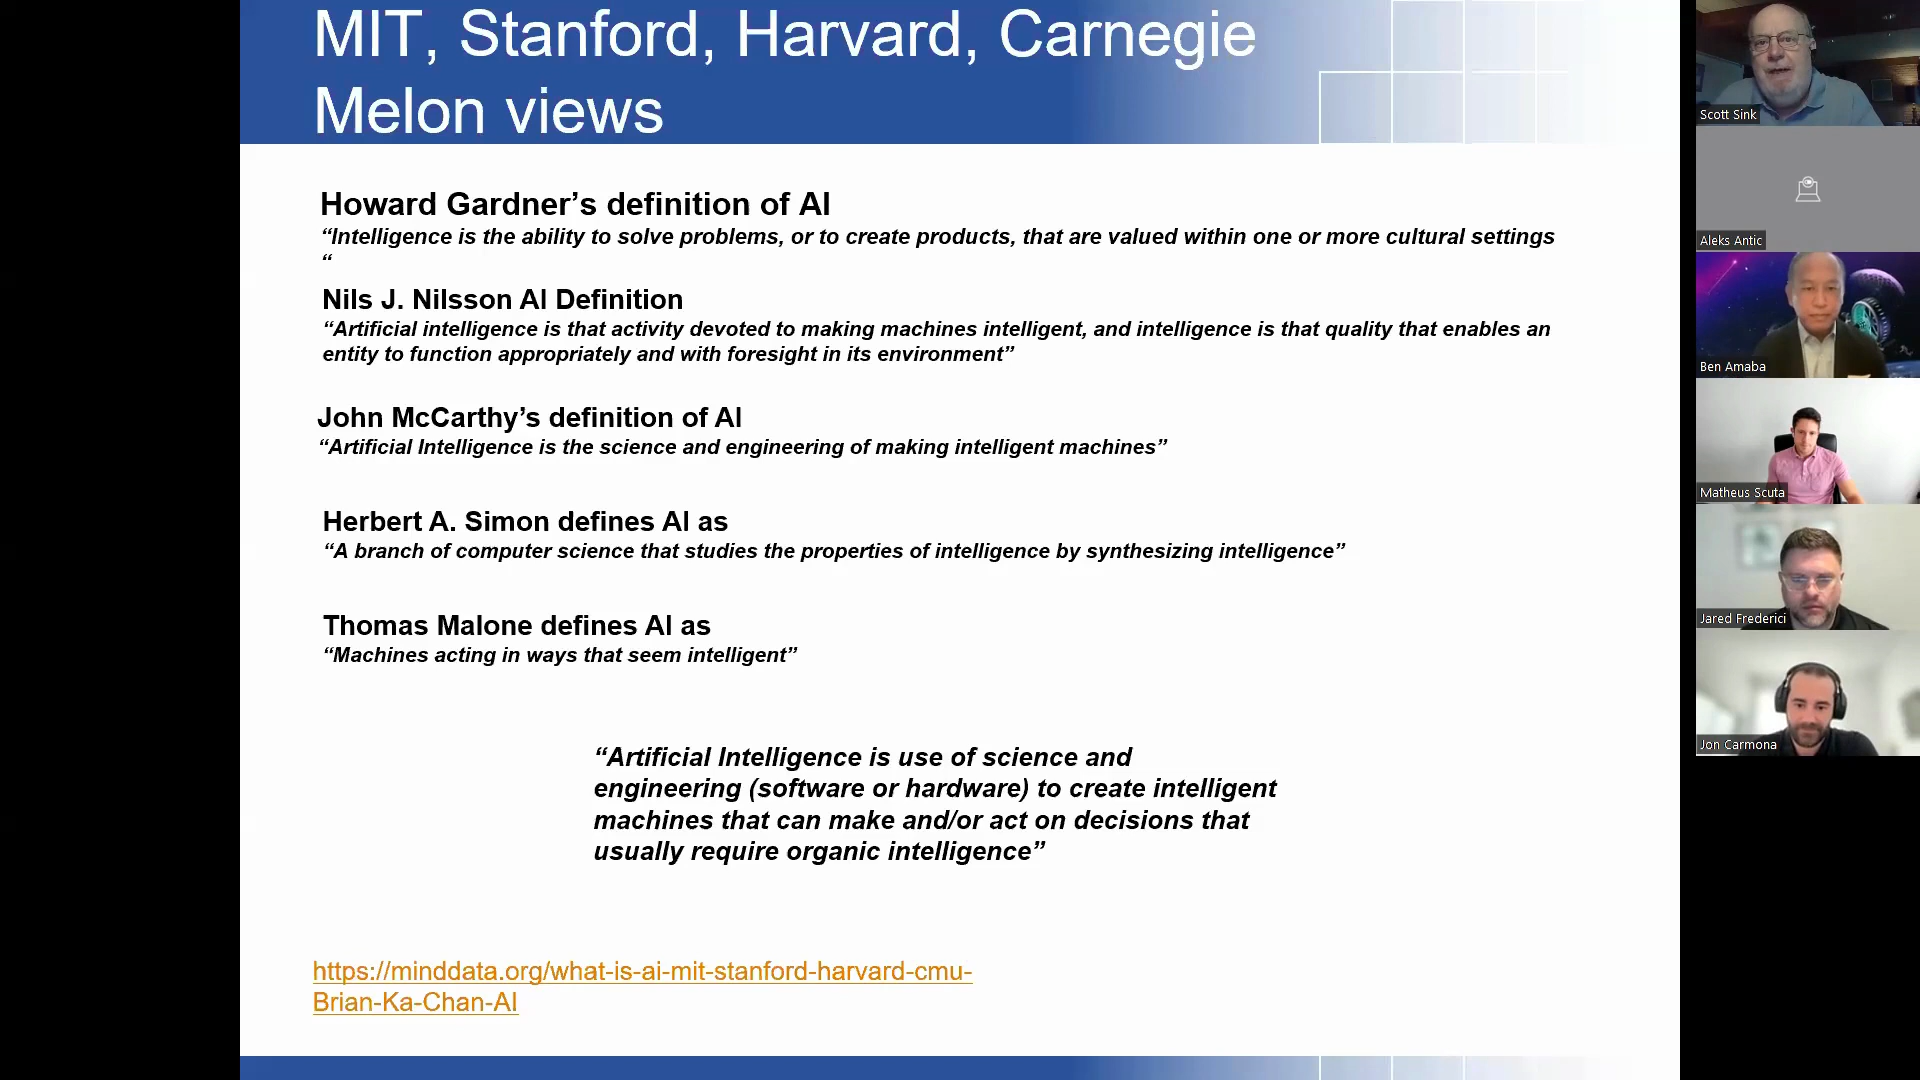 MIT, Stanford, Harvard, Carnegie
Melon views
Howard Gardner’s definition of AI
“Intelligence is the ability to solve problems, or to create products, that are valued within one or more cultural settings
“
Nils J. Nilsson AI Definition
“Artificial intelligence is that activity devoted to making machines intelligent, and intelligence is that quality that enables an
entity to function appropriately and with foresight in its environment”
John McCarthy’s definition of AI
“Artificial Intelligence is the science and engineering of making intelligent machines”
Herbert A. Simon defines AI as
“A branch of computer science that studies the properties of intelligence by synthesizing intelligence”
Thomas Malone defines AI as
“Machines acting in ways that seem intelligent”
“Artificial Intelligence is use of science and
engineering (software or hardware) to create intelligent
machines that can make and/or act on decisions that
usually require organic intelligence”
https://minddata.org/what-is-ai-mit-stanford-harvard-cmu-
Brian-Ka-Chan-AI
Scott Sink
Aleks Antic
Ben Amaba
Matheus Scuta
Jared Frederici
Jon Carmona